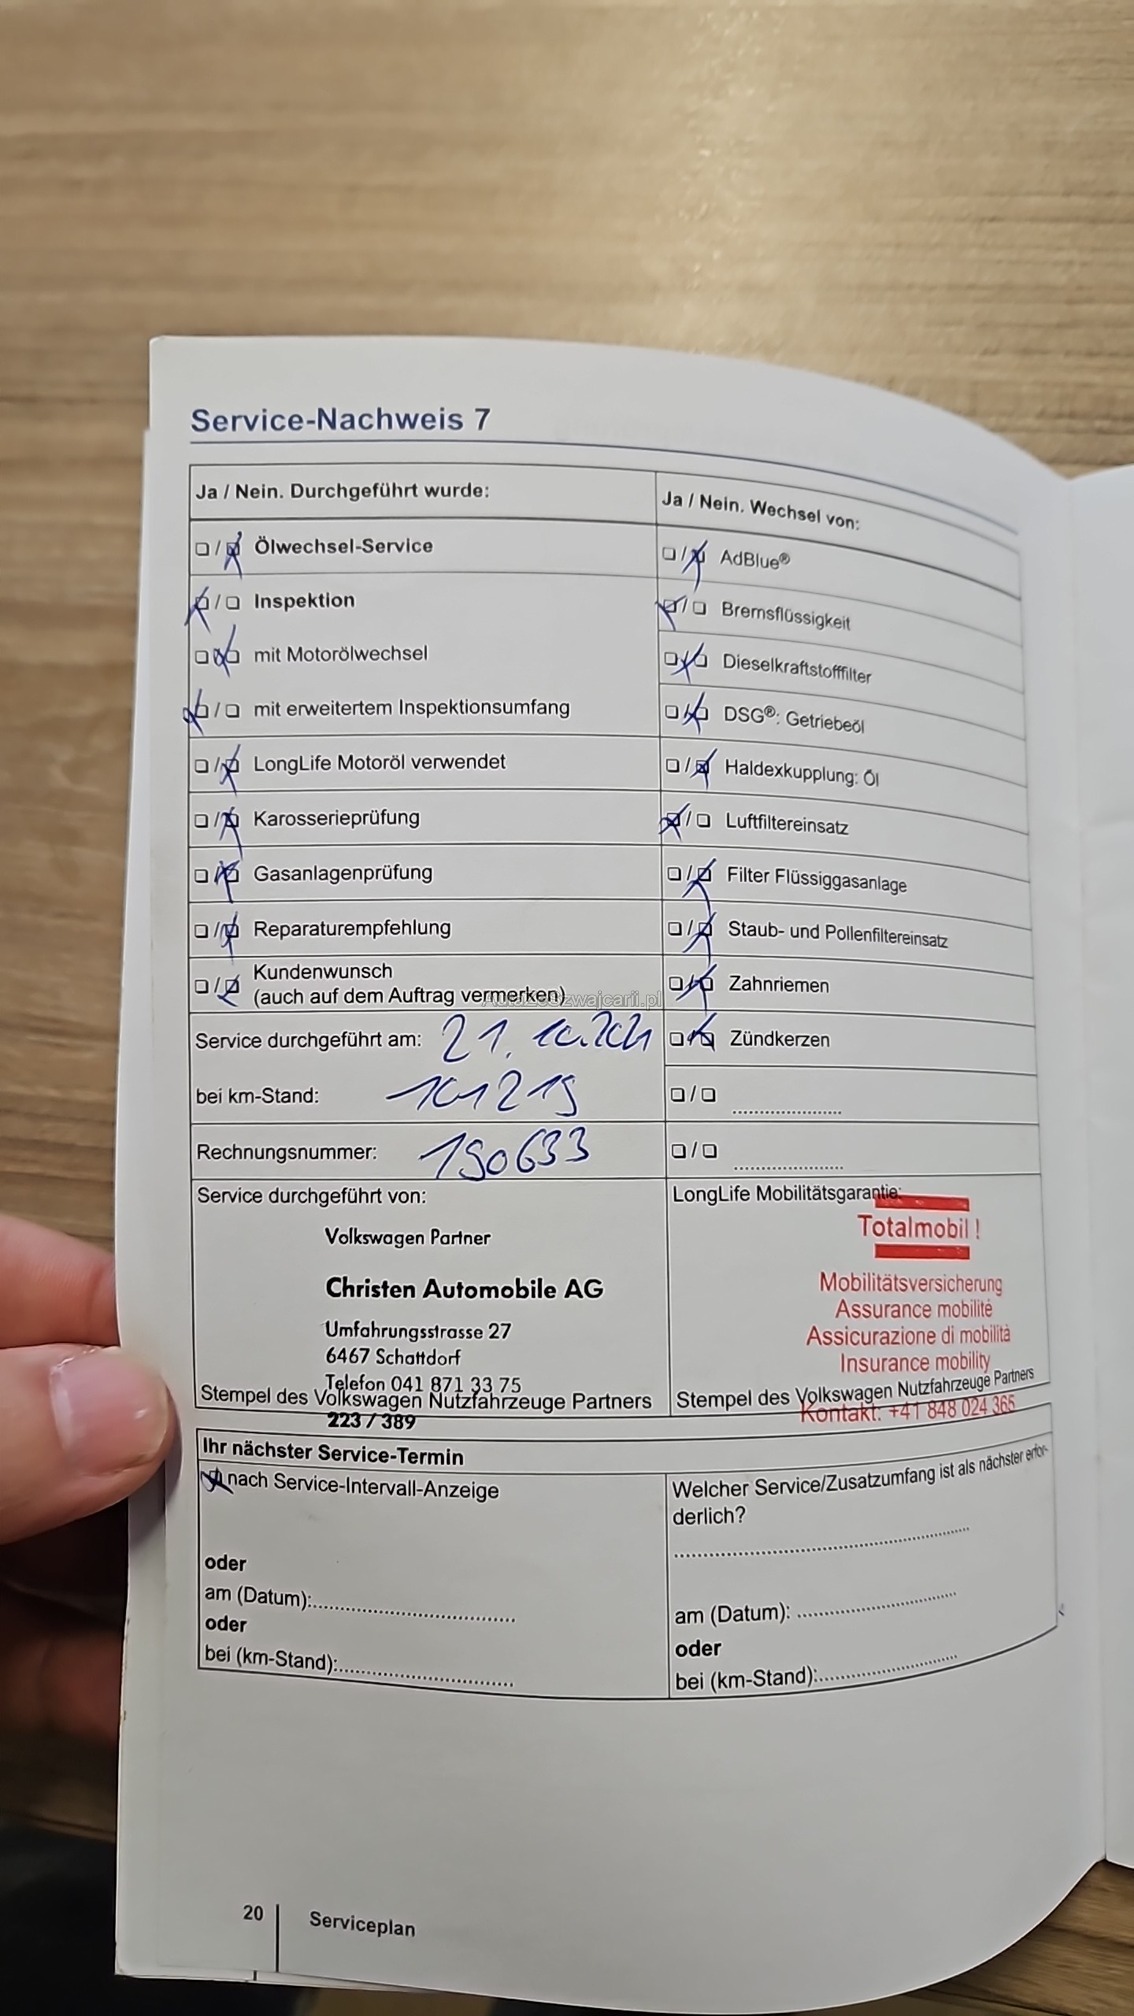 Service-Nachweis 7
Ja / Nein. Durchgeführt wurde:
Ölwechsel-Service
Inspektion
mit Motorölwechsel
mit erweitertem Inspektionsumfang
LongLife Motoröl verwendet
Karosserieprüfung
Gasanlagenprüfung
Reparaturempfehlung
Kundenwunsch
(auch auf dem Auftrag vermerken)
Service durchgeführt am: 21.10.2021
bei km-Stand: 101219
Rechnungsnummer: 190633
Ja / Nein. Wechsel von:
AdBlue®
Bremsflüssigkeit
Dieselkraftstofffilter
DSG®: Getriebeöl
Haldexkupplung: Öl
Luftfiltereinsatz
Filter Flüssiggasanlage
Staub- und Pollenfiltereinsatz
Zahnriemen
Zündkerzen
Service durchgeführt von:
Volkswagen Partner
Christen Automobile AG
Umfahrungsstrasse 27
6467 Schattdorf
Telefon 041 871 33 75
Stempel des Volkswagen Nutzfahrzeuge Partners
223 / 389
LongLife Mobilitätsgarantie:
Totalmobil !
Mobilitätsversicherung
Assurance mobilité
Assicurazione di mobilità
Insurance mobility
Stempel des Volkswagen Nutzfahrzeuge Partners
Kontakt: +41 848 024 365
Ihr nächster Service-Termin
nach Service-Intervall-Anzeige
oder
am (Datum):
oder
bei (km-Stand):
Welcher Service/Zusatzumfang ist als nächster erfor-
derlich?
am (Datum):
oder
bei (km-Stand):
20 Serviceplan